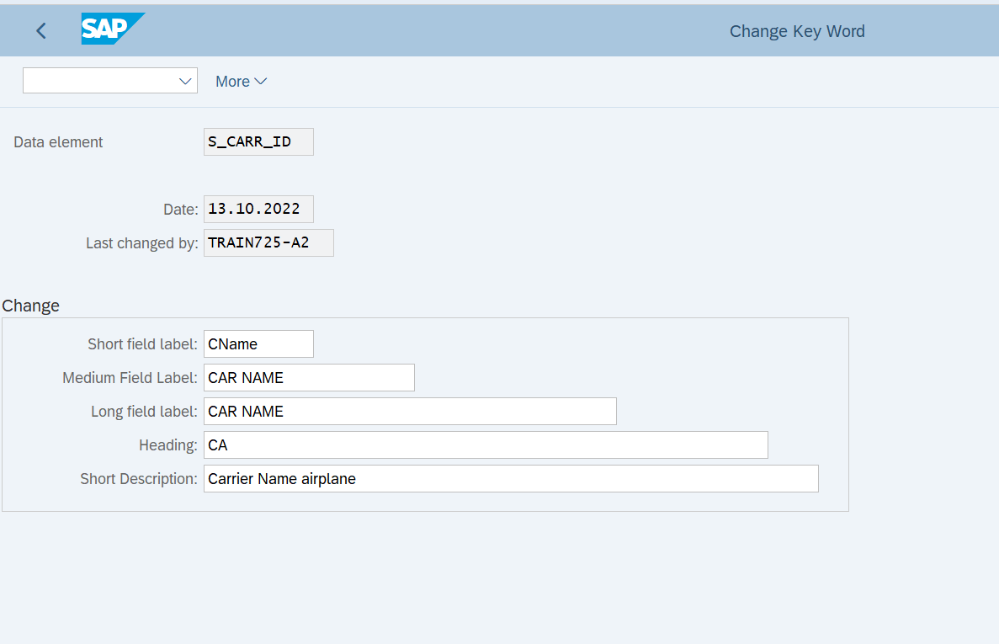 SAP
Change Key Word
More
Data element S_CARR_ID
Date: 13.10.2022
Last changed by: TRAIN725-A2
Change
Short field label: CName
Medium Field Label: CAR NAME
Long field label: CAR NAME
Heading: CA
Short Description: Carrier Name airplane